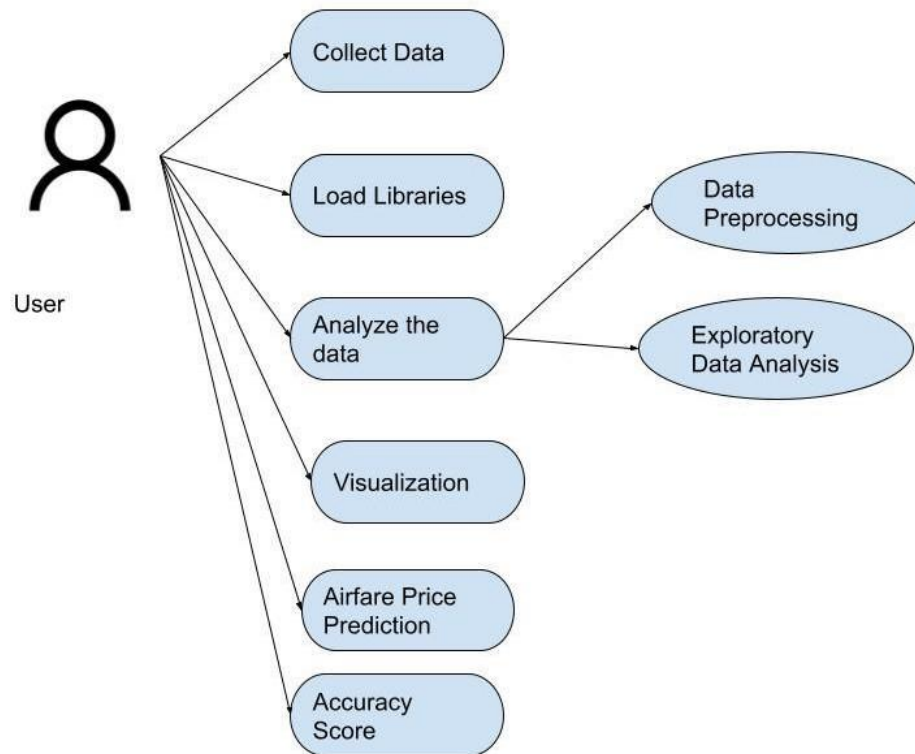 Collect Data
Load Libraries
Data
Preprocessing
User
Analyze the
data
Exploratory
Data Analysis
Visualization
Airfare Price
Prediction
Accuracy
Score